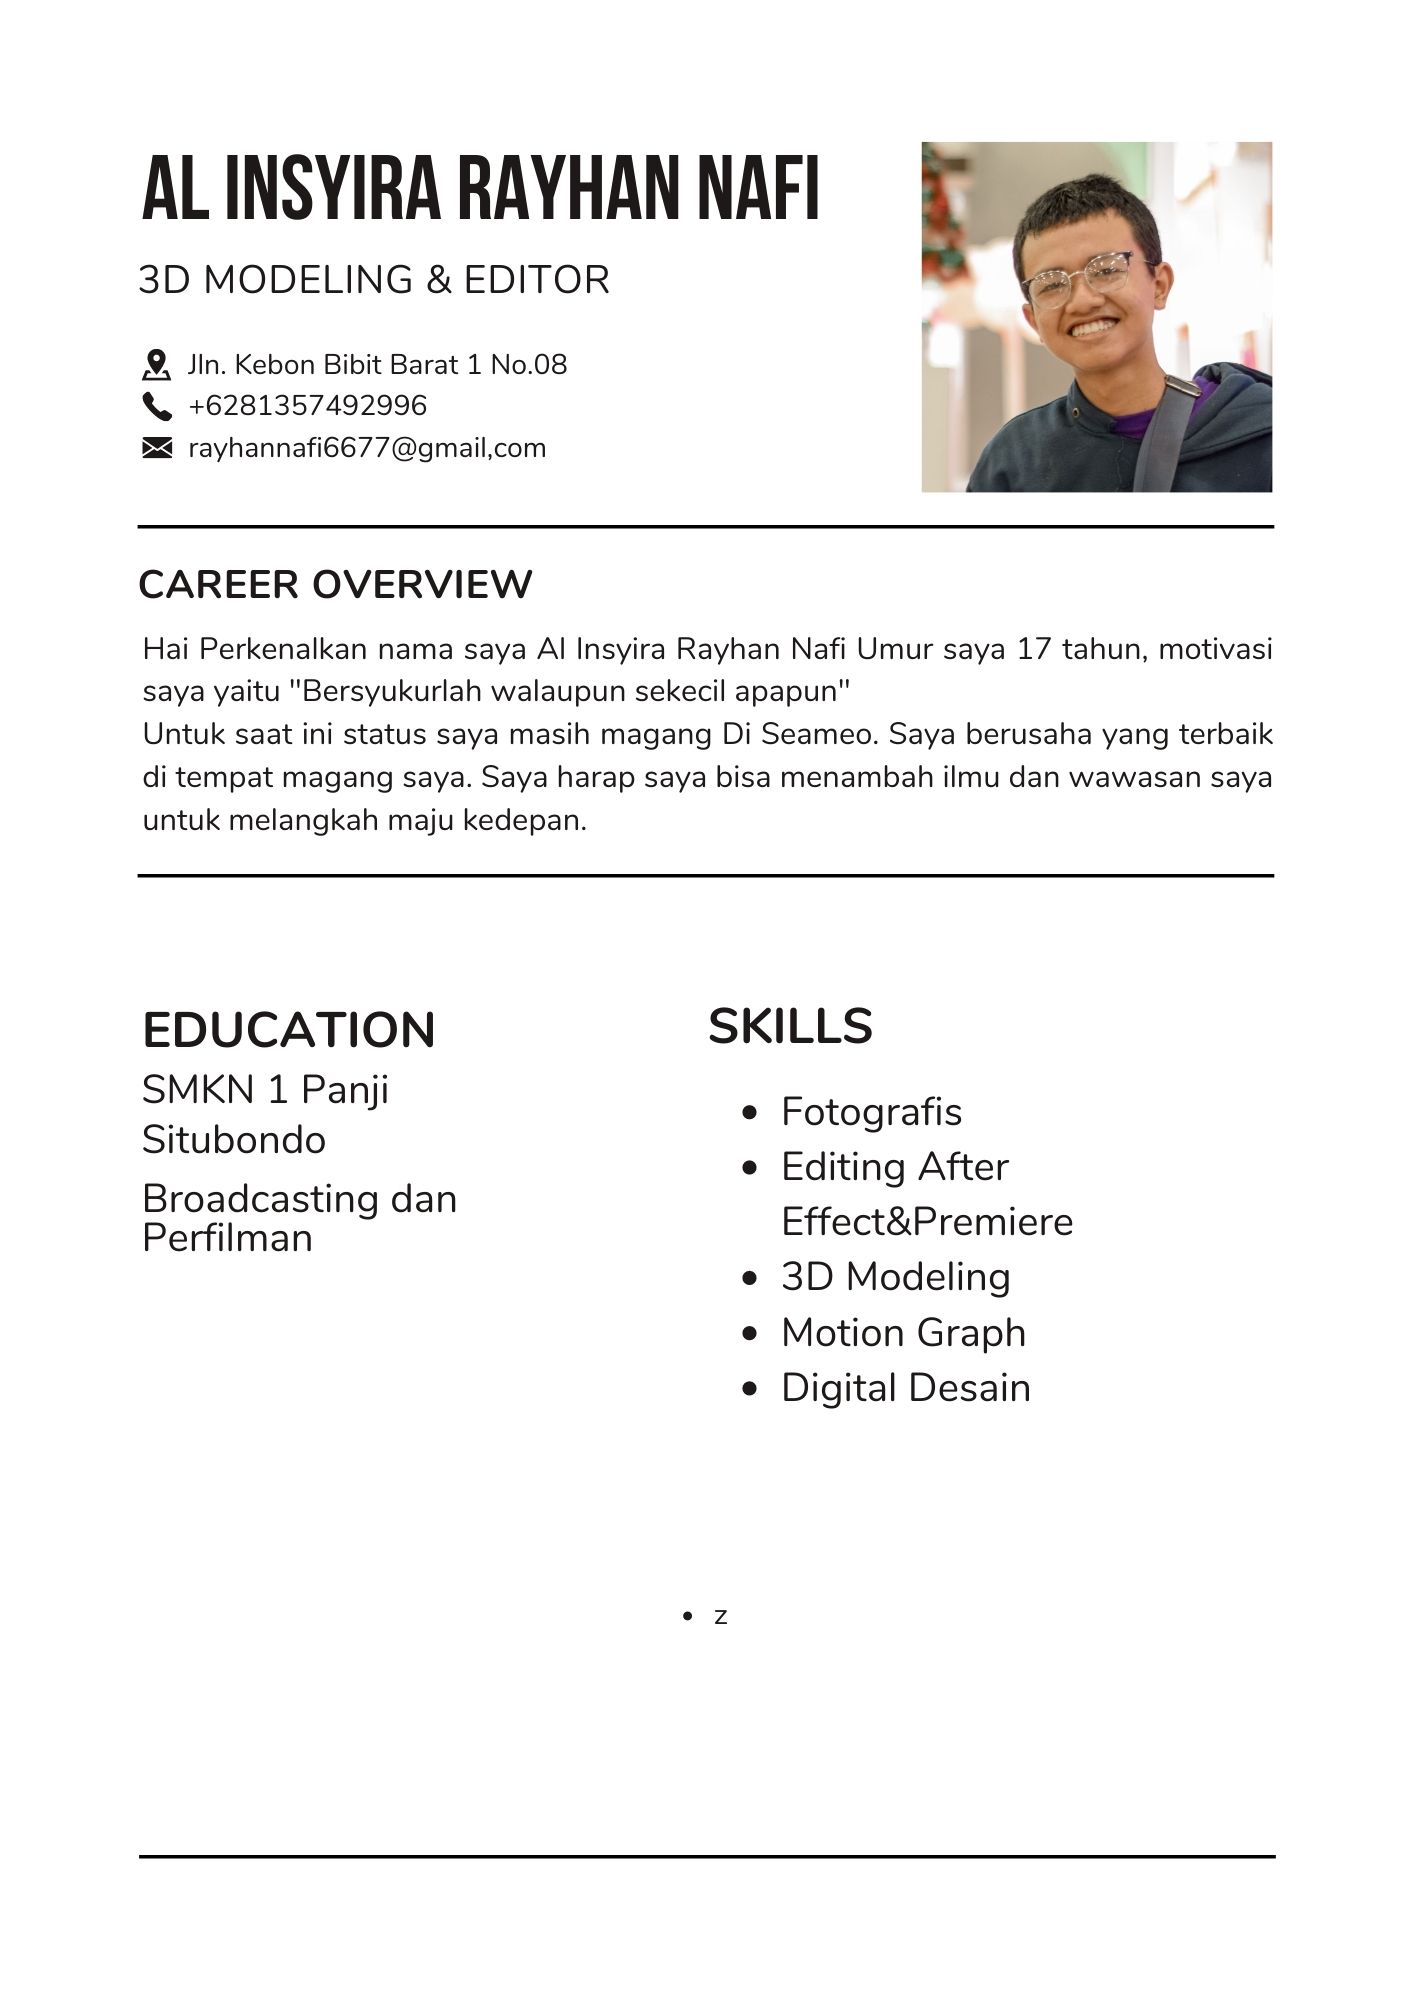 AL INSYIRA RAYHAN NAFI
3D MODELING & EDITOR
Jln. Kebon Bibit Barat 1 No.08
+6281357492996
rayhannafi6677@gmail,com
CAREER OVERVIEW
Hai Perkenalkan nama saya Al Insyira Rayhan Nafi Umur saya 17 tahun, motivasi
saya yaitu "Bersyukurlah walaupun sekecil apapun"
Untuk saat ini status saya masih magang Di Seameo. Saya berusaha yang terbaik
di tempat magang saya. Saya harap saya bisa menambah ilmu dan wawasan saya
untuk melangkah maju kedepan.
EDUCATION
SMKN 1 Panji
Situbondo
Broadcasting dan
Perfilman
SKILLS
• Fotografis
• Editing After
Effect&Premiere
• 3D Modeling
• Motion Graph
• Digital Desain
• z